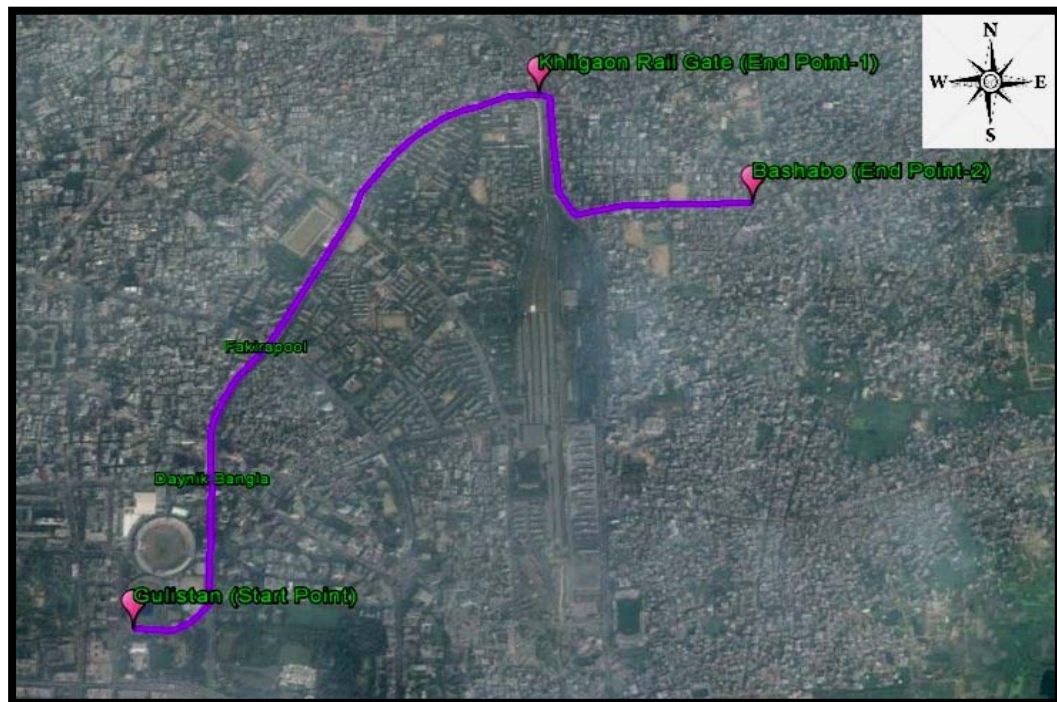 N
W E
S
Khilgaon Rail Gate (End Point-1)
Bashabo (End Point-2)
Fakirapool
Daynik Bangla
Gulistan (Start Point)